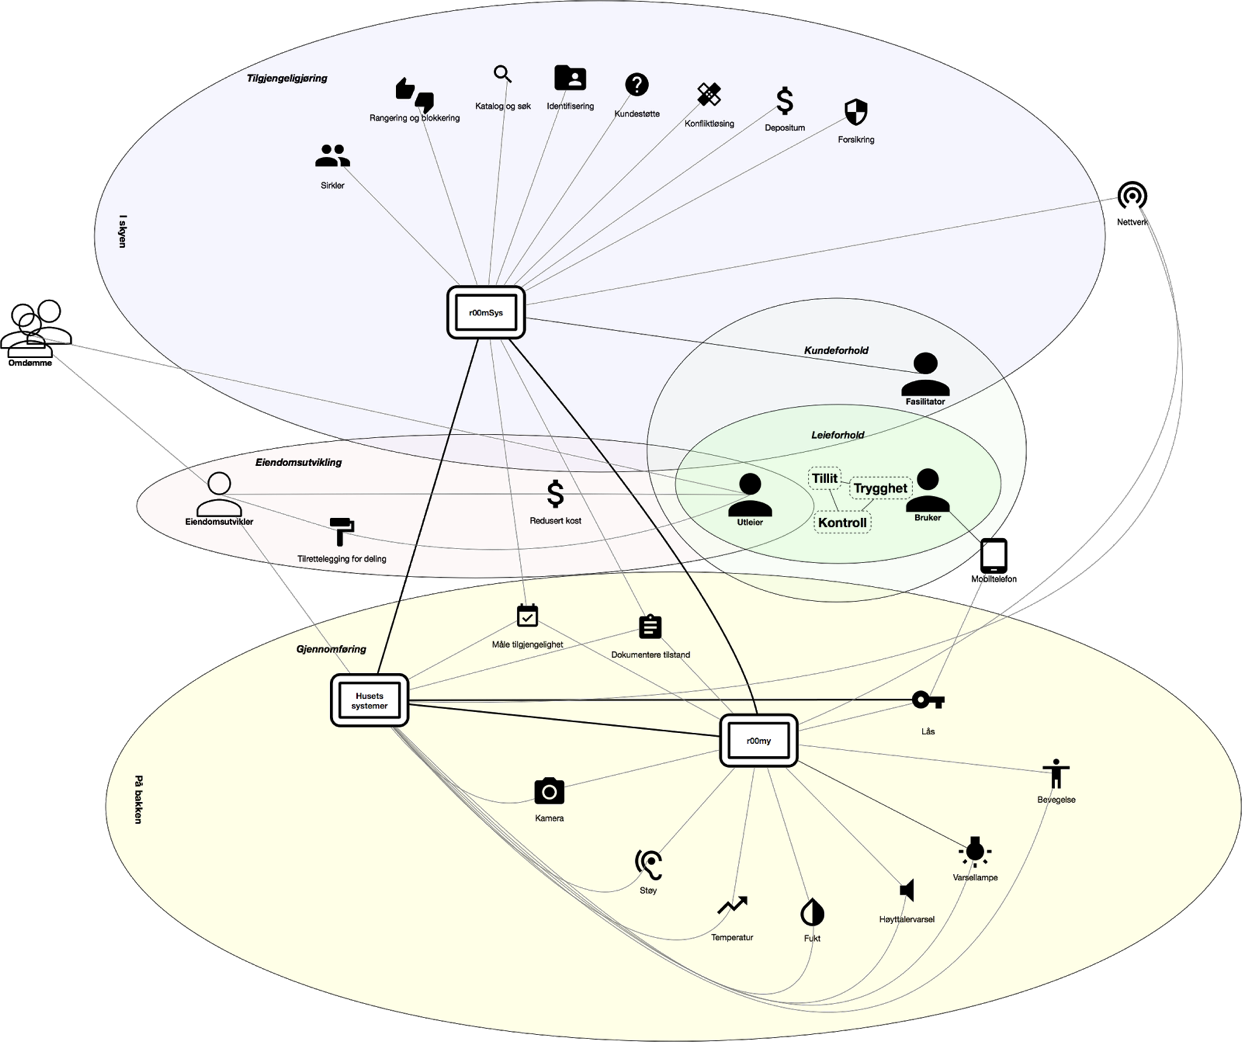 Tilgjengeligjøring
Rangering og blokkering
Katalog og søk
Identifisering
Kundestøtte
Konfliktløsing
Depositum
Forsikring
Sirkler
I skyen
Nettverk
r00mSys
Omdømme
Kundeforhold
Fasilitator
Leieforhold
Eiendomsutvikling
Tillit
Trygghet
Kontroll
Eiendomsutvikler
Redusert kost
Utleier
Bruker
Tilrettelegging for deling
Mobiltelefon
Måle tilgjengelighet
Dokumentere tilstand
Gjennomføring
Husets
systemer
Lås
r00my
På bakken
Kamera
Bevegelse
Støy
Varsellampe
Temperatur
Fukt
Høyttalervarsel